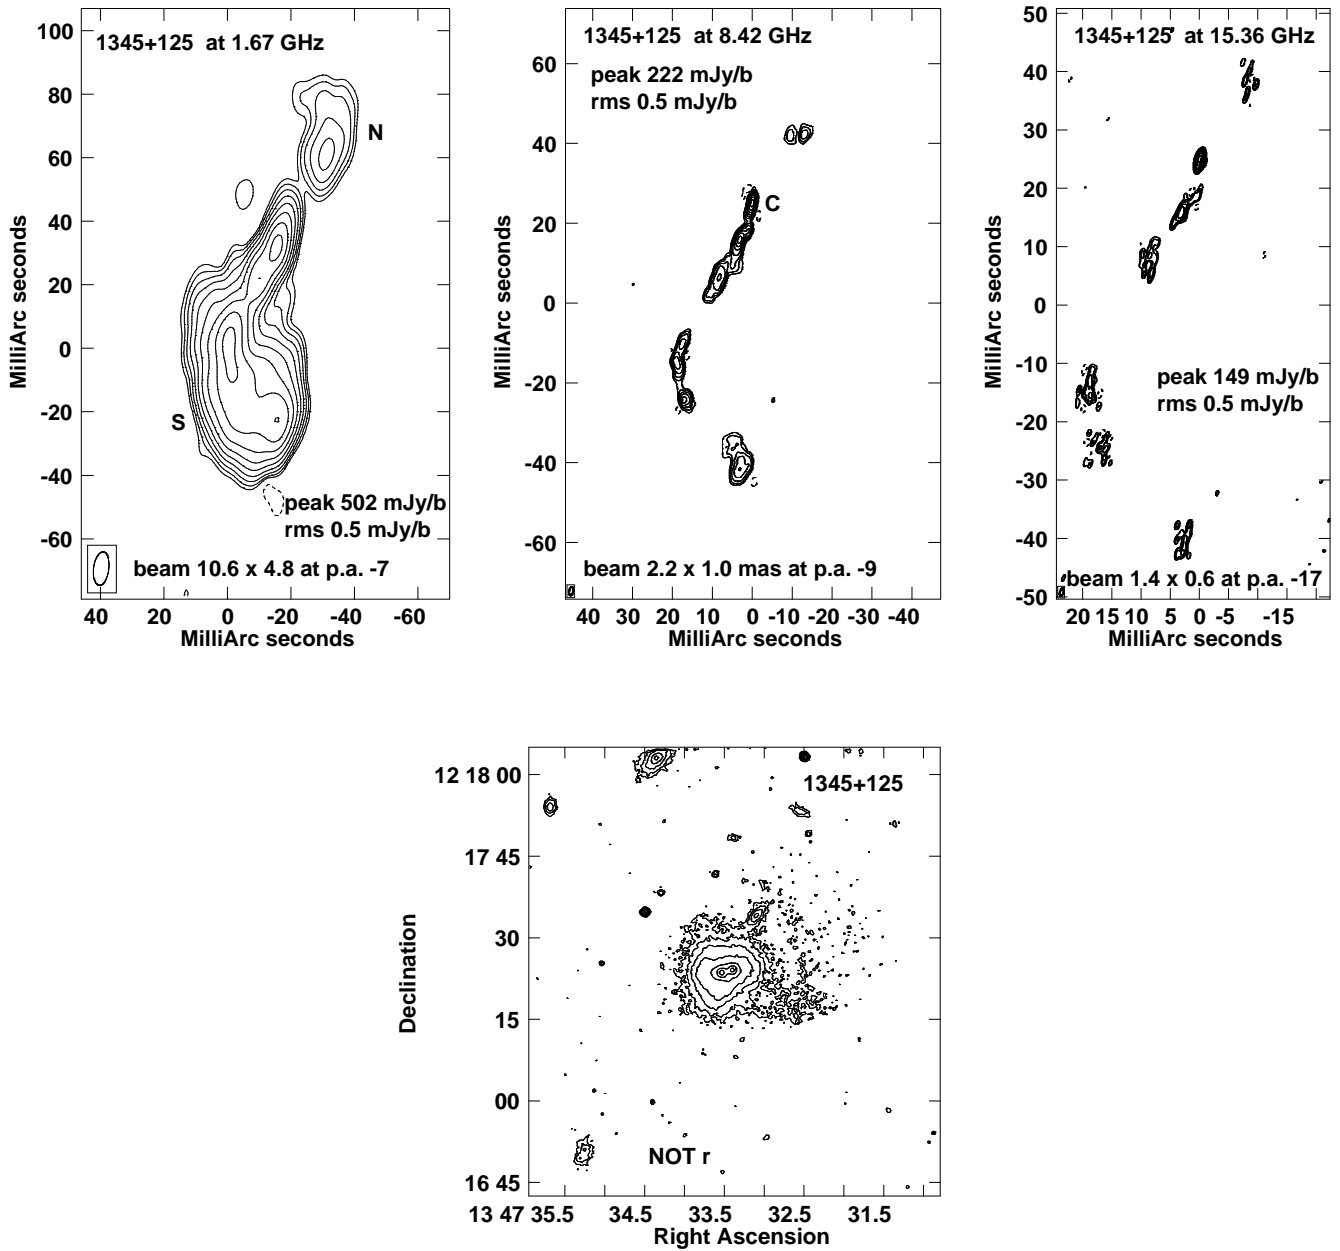 1345+125 at 1.67 GHz
N
S
peak 502 mJy/b
rms 0.5 mJy/b
beam 10.6 x 4.8 at p.a. -7
MilliArc seconds
100
80
60
40
20
0
-20
-40
-60
40 20 0 -20 -40 -60
MilliArc seconds
1345+125 at 8.42 GHz
peak 222 mJy/b
rms 0.5 mJy/b
C
beam 2.2 x 1.0 mas at p.a. -9
MilliArc seconds
60
40
20
0
-20
-40
-60
40 30 20 10 0 -10 -20 -30 -40
MilliArc seconds
1345+125 at 15.36 GHz
peak 149 mJy/b
rms 0.5 mJy/b
beam 1.4 x 0.6 at p.a. -17
MilliArc seconds
50
40
30
20
10
0
-10
-20
-30
-40
-50
20 15 10 5 0 -5 -15
MilliArc seconds
1345+125
NOT r
Declination
12 18 00
17 45
30
15
00
16 45
13 47 35.5 34.5 33.5 32.5 31.5
Right Ascension